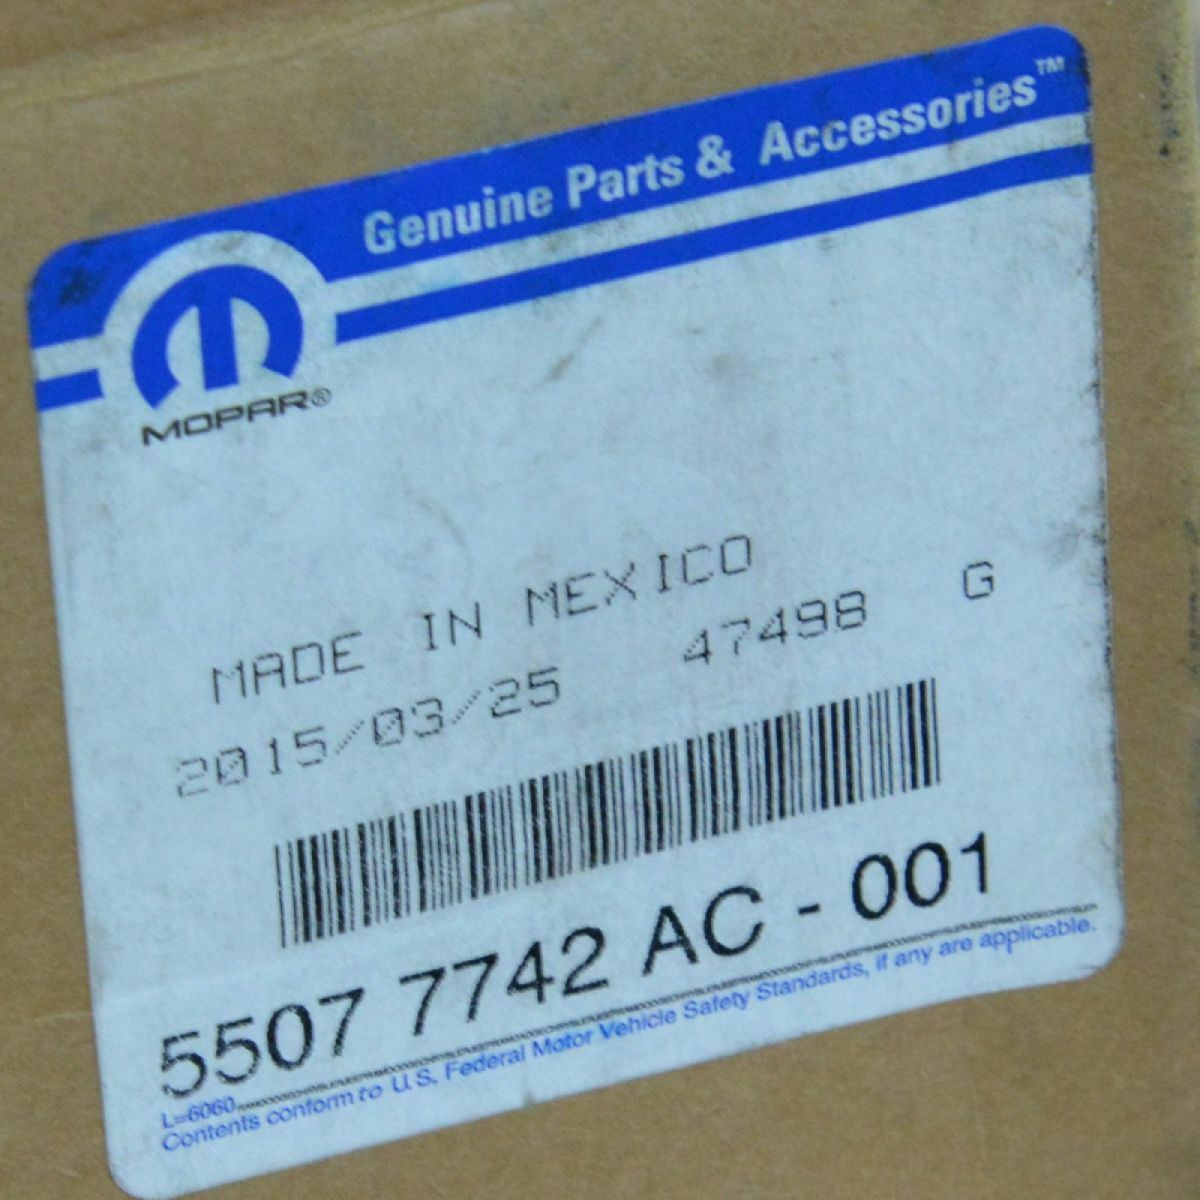 Genuine Parts & Accessories™
MOPAR®
MADE IN MEXICO
2015/03/25 47498 G
5507 7742 AC - 001
L=6060
Contents conform to U.S. Federal Motor Vehicle Safety Standards, if any are applicable.